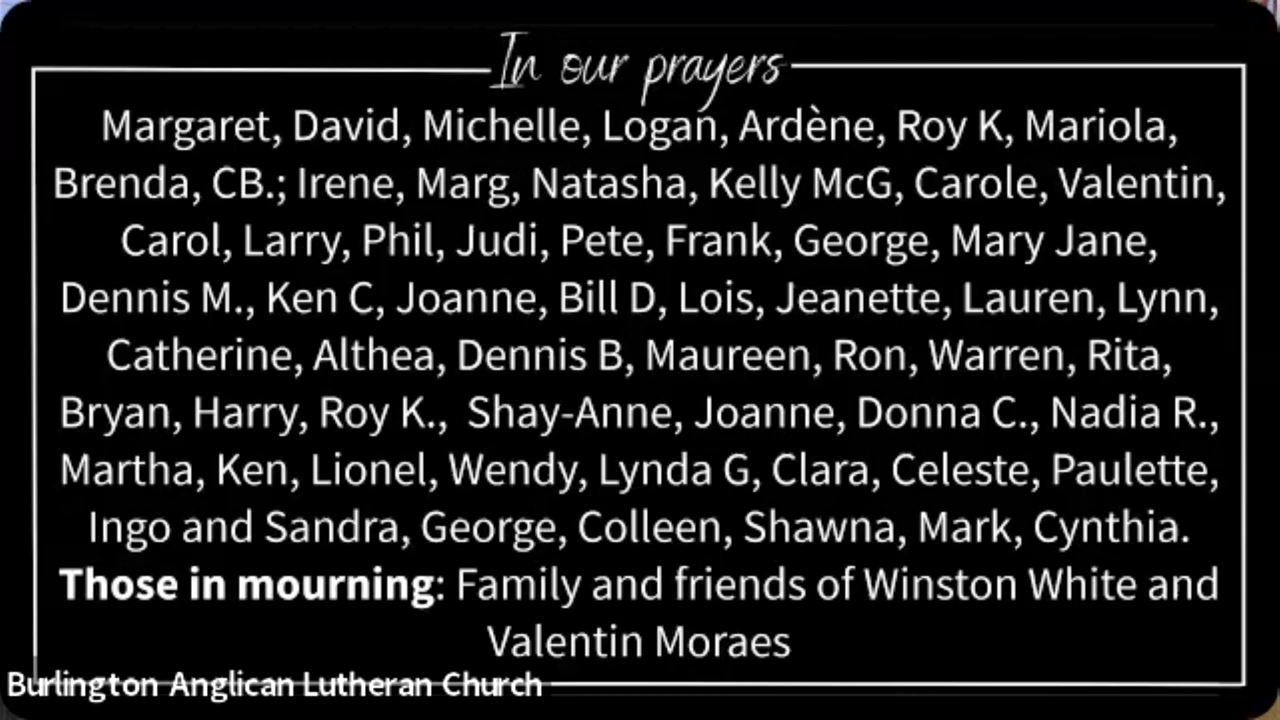 In our prayers
Margaret, David, Michelle, Logan, Ardène, Roy K, Mariola,
Brenda, CB.; Irene, Marg, Natasha, Kelly McG, Carole, Valentin,
Carol, Larry, Phil, Judi, Pete, Frank, George, Mary Jane,
Dennis M., Ken C, Joanne, Bill D, Lois, Jeanette, Lauren, Lynn,
Catherine, Althea, Dennis B, Maureen, Ron, Warren, Rita,
Bryan, Harry, Roy K.,  Shay-Anne, Joanne, Donna C., Nadia R.,
Martha, Ken, Lionel, Wendy, Lynda G, Clara, Celeste, Paulette,
Ingo and Sandra, George, Colleen, Shawna, Mark, Cynthia.
Those in mourning: Family and friends of Winston White and
Valentin Moraes
Burlington Anglican Lutheran Church